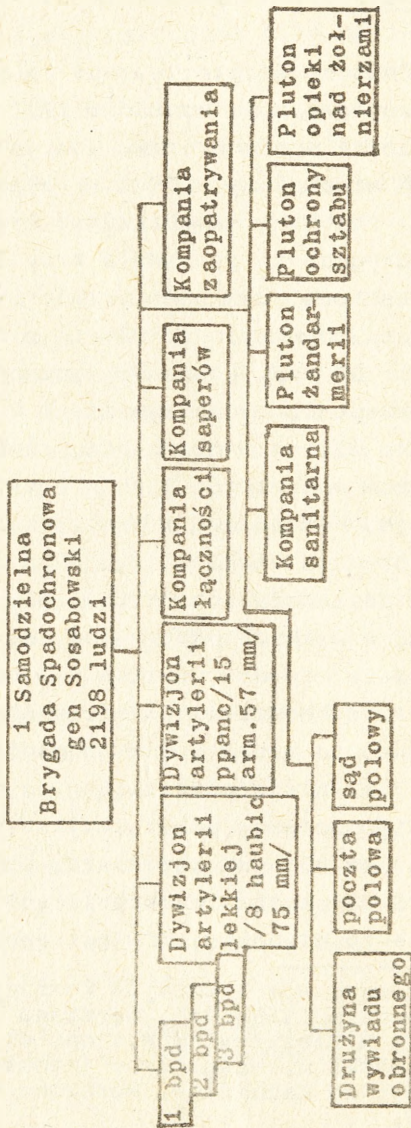 1 Samodzielna
Brygada Spadochronowa
gen Sosabowski
2198 ludzi
1 bpd
2 bpd
3 bpd
Dywizjon
artylerii
lekkiej
/8 haubic
75 mm/
Dywizjon
artylerii
ppanc/15
arm.57 mm/
Kompania
łączności
Kompania
saperów
Kompania
zaopatrywania
Kompania
sanitarna
Pluton
żandar-
merii
Pluton
ochrony
sztabu
Pluton
opieki
nad żoł-
nierzami
Drużyna
wywiadu
obronnego
poczta
polowa
sąd
polowy